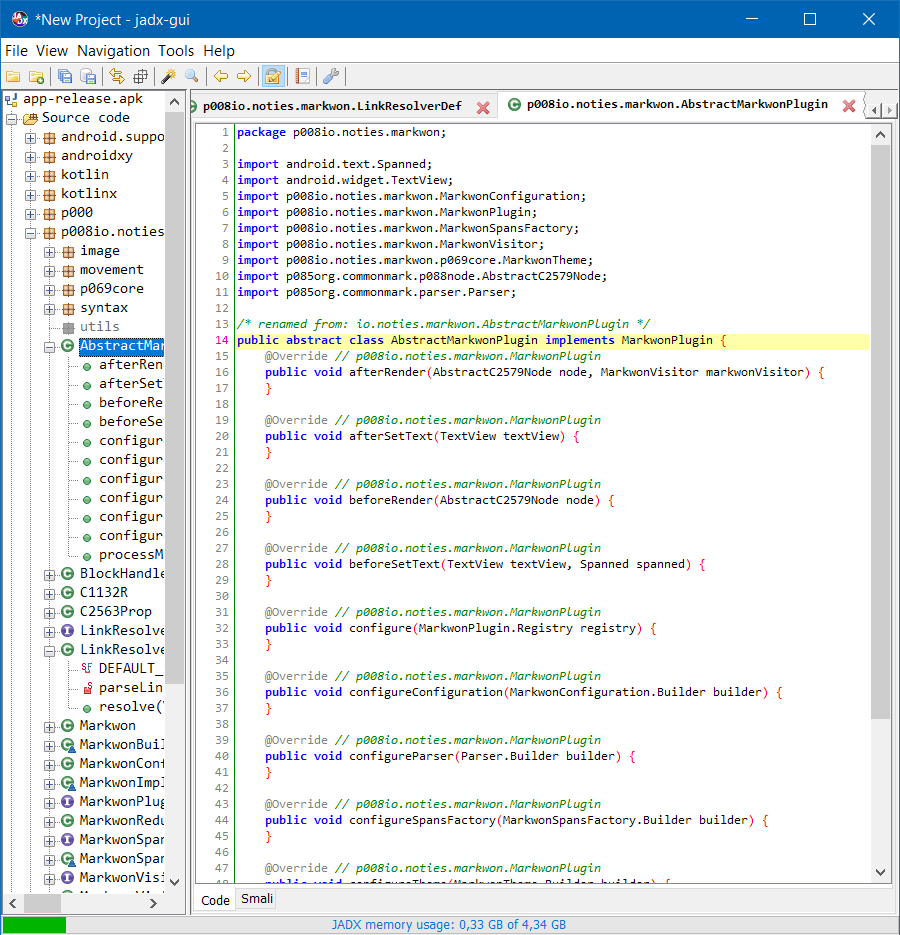 *New Project - jadx-gui
File View Navigation Tools Help
app-release.apk
Source code
android.suppo
androidxy
kotlin
kotlinx
p000
p008io.noties
image
movement
p069core
syntax
utils
AbstractMar
afterRen
afterSet
beforeRe
beforeSe
configur
configur
configur
configur
configur
configur
processM
BlockHandle
C1132R
C2563Prop
LinkResolve
LinkResolve
DEFAULT_
parseLin
resolve(
Markwon
MarkwonBuil
MarkwonConf
MarkwonImpl
MarkwonPlug
MarkwonRedu
MarkwonSpan
MarkwonSpan
MarkwonVisi
p008io.noties.markwon.LinkResolverDef
p008io.noties.markwon.AbstractMarkwonPlugin
1 package p008io.noties.markwon;
2
3 import android.text.Spanned;
4 import android.widget.TextView;
5 import p008io.noties.markwon.MarkwonConfiguration;
6 import p008io.noties.markwon.MarkwonPlugin;
7 import p008io.noties.markwon.MarkwonSpansFactory;
8 import p008io.noties.markwon.MarkwonVisitor;
9 import p008io.noties.markwon.p069core.MarkwonTheme;
10 import p085org.commonmark.p088node.AbstractC2579Node;
11 import p085org.commonmark.parser.Parser;
12
13 /* renamed from: io.noties.markwon.AbstractMarkwonPlugin */
14 public abstract class AbstractMarkwonPlugin implements MarkwonPlugin {
15 @Override // p008io.noties.markwon.MarkwonPlugin
16 public void afterRender(AbstractC2579Node node, MarkwonVisitor markwonVisitor) {
17 }
18
19 @Override // p008io.noties.markwon.MarkwonPlugin
20 public void afterSetText(TextView textView) {
21 }
22
23 @Override // p008io.noties.markwon.MarkwonPlugin
24 public void beforeRender(AbstractC2579Node node) {
25 }
26
27 @Override // p008io.noties.markwon.MarkwonPlugin
28 public void beforeSetText(TextView textView, Spanned spanned) {
29 }
30
31 @Override // p008io.noties.markwon.MarkwonPlugin
32 public void configure(MarkwonPlugin.Registry registry) {
33 }
34
35 @Override // p008io.noties.markwon.MarkwonPlugin
36 public void configureConfiguration(MarkwonConfiguration.Builder builder) {
37 }
38
39 @Override // p008io.noties.markwon.MarkwonPlugin
40 public void configureParser(Parser.Builder builder) {
41 }
42
43 @Override // p008io.noties.markwon.MarkwonPlugin
44 public void configureSpansFactory(MarkwonSpansFactory.Builder builder) {
45 }
46
47 @Override // p008io.noties.markwon.MarkwonPlugin
48 public void configureTheme(MarkwonTheme.Builder builder) {
Code Smali
JADX memory usage: 0,33 GB of 4,34 GB